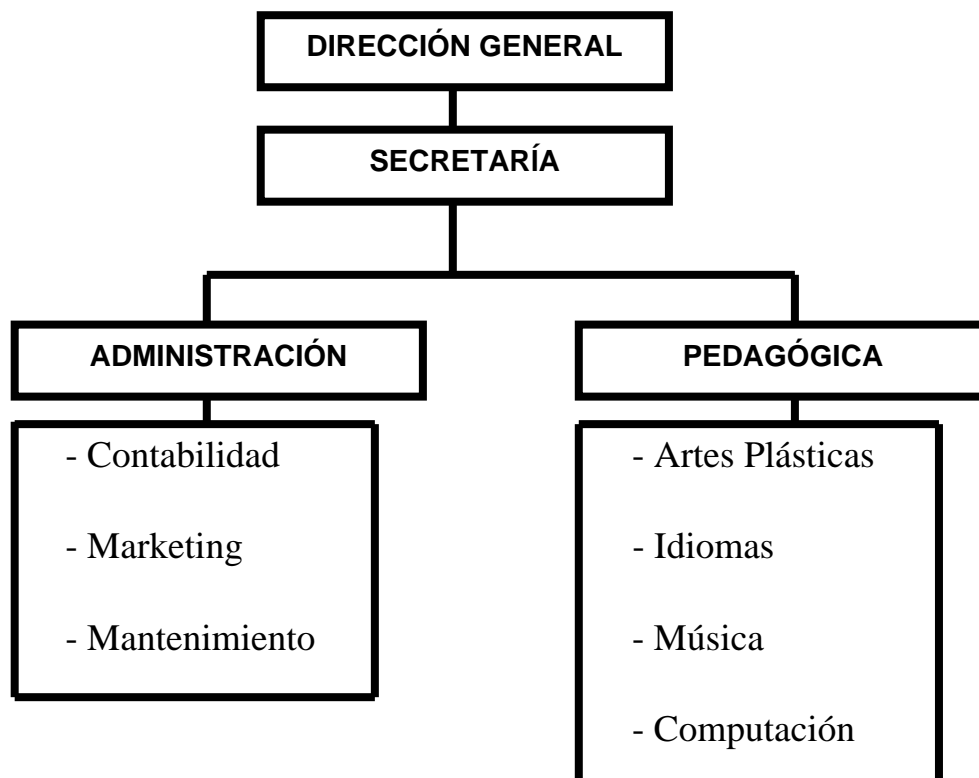 DIRECCIÓN GENERAL
SECRETARÍA
ADMINISTRACIÓN
- Contabilidad
- Marketing
- Mantenimiento
PEDAGÓGICA
- Artes Plásticas
- Idiomas
- Música
- Computación